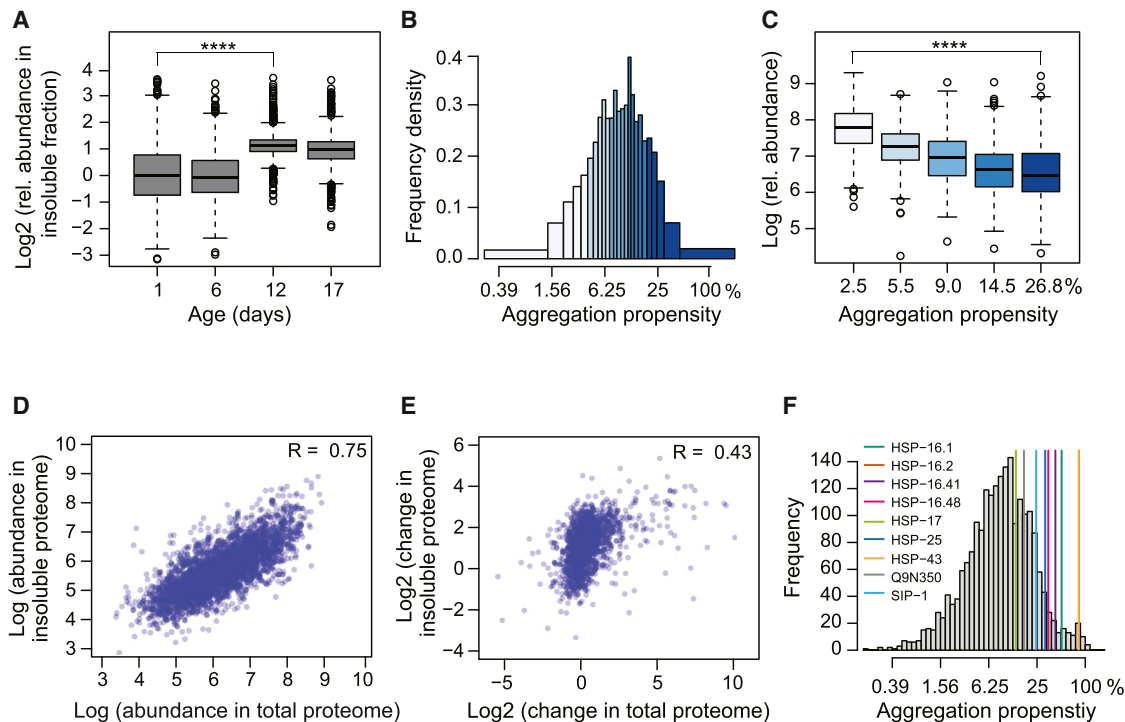 A
Log2 (rel. abundance in
insoluble fraction)
****
4
3
2
1
0
−1
−2
−3
1 6 12 17
Age (days)
B
Frequency density
0.4
0.3
0.2
0.1
0.0
0.39 1.56 6.25 25 100 %
Aggregation propensity
C
Log (rel. abundance)
****
9
8
7
6
5
2.5 5.5 9.0 14.5 26.8 %
Aggregation propensity
D
Log (abundance in
insoluble proteome)
R = 0.75
10
9
8
7
6
5
4
3
3 4 5 6 7 8 9 10
Log (abundance in total proteome)
E
Log2 (change in
insoluble proteome)
R = 0.43
6
4
2
0
−2
−4
−5 0 5 10
Log2 (change in total proteome)
F
Frequency
HSP−16.1
HSP−16.2
HSP−16.41
HSP−16.48
HSP−17
HSP−25
HSP−43
Q9N350
SIP−1
140
120
100
80
60
40
20
0
0.39 1.56 6.25 25 100 %
Aggregation propenstiy